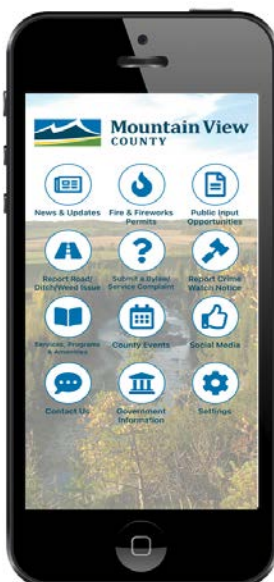 Mountain View
COUNTY
News & Updates
Fire & Fireworks
Permits
Public Input
Opportunities
Report Road/
Ditch/Weed Issue
Submit a Bylaw/
Service Complaint
Report Crime
Watch Notice
Services, Programs
& Amenities
County Events
Social Media
Contact Us
Government
Information
Settings